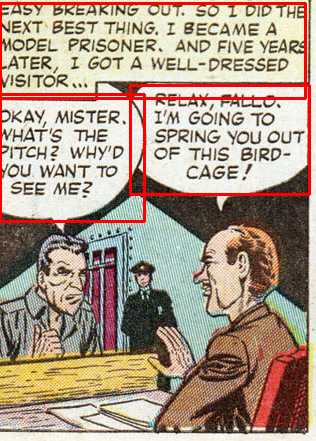 EASY BREAKING OUT. SO I DID THE
NEXT BEST THING. I BECAME A
MODEL PRISONER. AND FIVE YEARS
LATER, I GOT A WELL-DRESSED
VISITOR...
OKAY, MISTER.
WHAT'S THE
PITCH? WHY'D
YOU WANT TO
SEE ME?
RELAX, FALLO.
I'M GOING TO
SPRING YOU OUT
OF THIS BIRD-
CAGE!